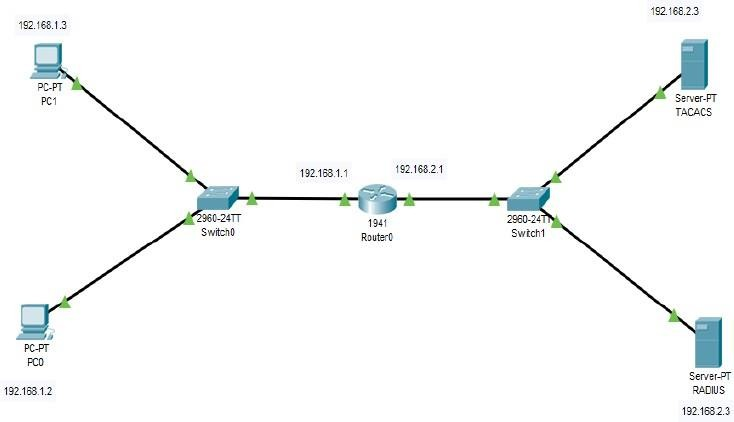 192.168.1.3
192.168.2.3
PC-PT
PC1
Server-PT
TACACS
192.168.1.1
192.168.2.1
2960-24TT
Switch0
1941
Router0
2960-24TT
Switch1
PC-PT
PC0
192.168.1.2
Server-PT
RADIUS
192.168.2.3